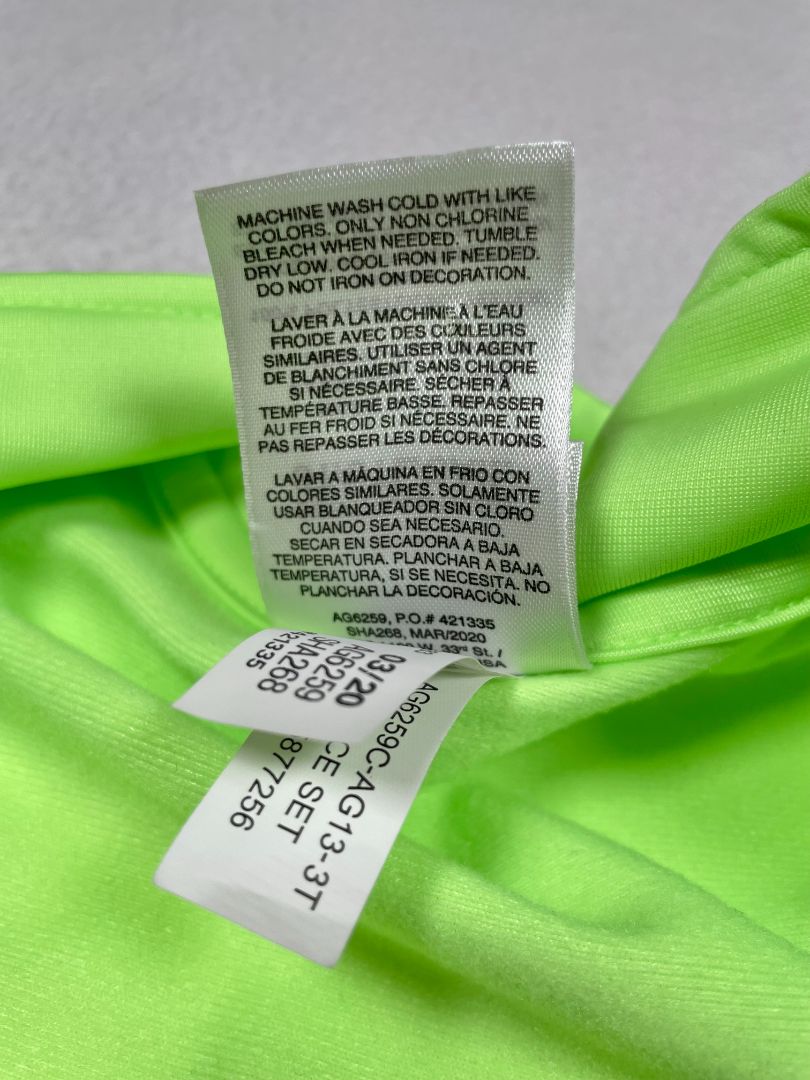 MACHINE WASH COLD WITH LIKE
COLORS. ONLY NON CHLORINE
BLEACH WHEN NEEDED. TUMBLE
DRY LOW. COOL IRON IF NEEDED.
DO NOT IRON ON DECORATION.
LAVER À LA MACHINE À L'EAU
FROIDE AVEC DES COULEURS
SIMILAIRES. UTILISER UN AGENT
DE BLANCHIMENT SANS CHLORE
SI NÉCESSAIRE. SÉCHER À
TEMPÉRATURE BASSE. REPASSER
AU FER FROID SI NÉCESSAIRE. NE
PAS REPASSER LES DÉCORATIONS.
LAVAR A MÁQUINA EN FRIO CON
COLORES SIMILARES. SOLAMENTE
USAR BLANQUEADOR SIN CLORO
CUANDO SEA NECESARIO.
SECAR EN SECADORA A BAJA
TEMPERATURA. PLANCHAR A BAJA
TEMPERATURA, SI SE NECESITA. NO
PLANCHAR LA DECORACIÓN.
AG6259, P.O.# 421335
SHA268, MAR/2020
W. 33rd St. /
03/20
AG6259
SHA268
421335
AG6259C-AG13-3T
CE SET
877256